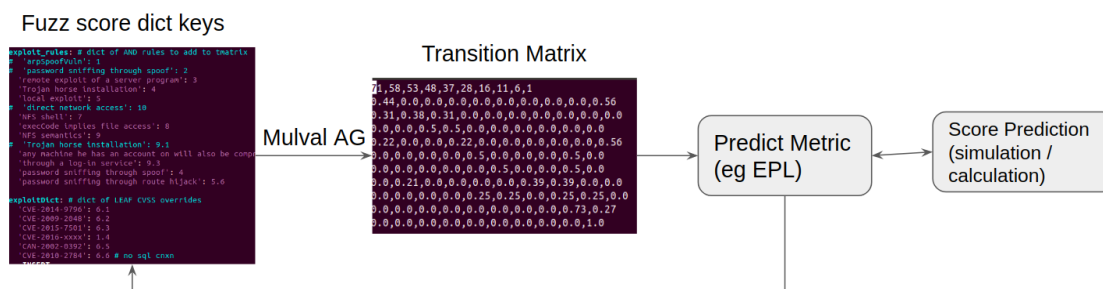 Fuzz score dict keys
exploit_rules: # dict of AND rules to add to tmatrix
# 'arpSpoofVuln': 1
# 'password sniffing through spoof': 2
'remote exploit of a server program': 3
'Trojan horse installation': 4
'local exploit': 5
# 'direct network access': 10
'NFS shell': 7
'execCode implies file access': 8
'NFS semantics': 9
# 'Trojan horse installation': 9.1
'any machine he has an account on will also be comp
'through a log-in service': 9.3
'password sniffing through spoof': 4
'password sniffing through route hijack': 5.6
exploitDict: # dict of LEAF CVSS overrides
'CVE-2014-9796': 6.1
'CVE-2009-2048': 6.2
'CVE-2015-7501': 6.3
'CVE-2016-xxxx': 1.4
'CAN-2002-0392': 6.5
'CVE-2010-2784': 6.6 # no sql cnxn
Mulval AG
Transition Matrix
71,58,53,48,37,28,16,11,6,1
0.44,0.0,0.0,0.0,0.0,0.0,0.0,0.0,0.0,0.56
0.31,0.38,0.31,0.0,0.0,0.0,0.0,0.0,0.0,0.0
0.0,0.0,0.5,0.5,0.0,0.0,0.0,0.0,0.0,0.0
0.22,0.0,0.0,0.22,0.0,0.0,0.0,0.0,0.0,0.56
0.0,0.0,0.0,0.0,0.5,0.0,0.0,0.0,0.5,0.0
0.0,0.0,0.0,0.0,0.0,0.5,0.0,0.0,0.5,0.0
0.0,0.21,0.0,0.0,0.0,0.0,0.39,0.39,0.0,0.0
0.0,0.0,0.0,0.0,0.25,0.25,0.0,0.25,0.25,0.0
0.0,0.0,0.0,0.0,0.0,0.0,0.0,0.0,0.73,0.27
0.0,0.0,0.0,0.0,0.0,0.0,0.0,0.0,0.0,1.0
Predict Metric
(eg EPL)
Score Prediction
(simulation /
calculation)